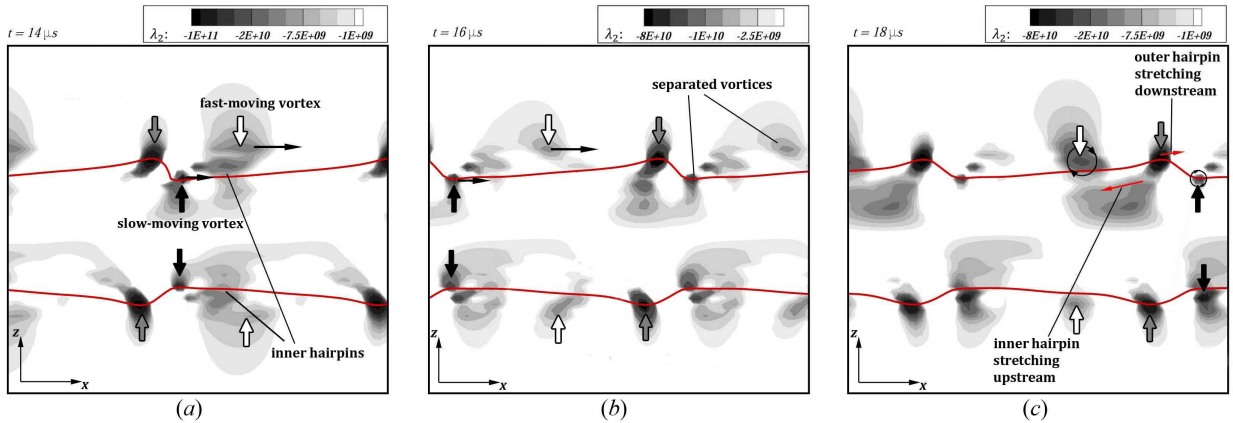 t = 14 μs
λ2: -1E+11 -2E+10 -7.5E+09 -1E+09
fast-moving vortex
slow-moving vortex
inner hairpins
z
x
(a)
t = 16 μs
λ2: -8E+10 -1E+10 -2.5E+09
separated vortices
z
x
(b)
t = 18 μs
λ2: -8E+10 -2E+10 -7.5E+09 -1E+09
outer hairpin
stretching
downstream
inner hairpin
stretching
upstream
z
x
(c)